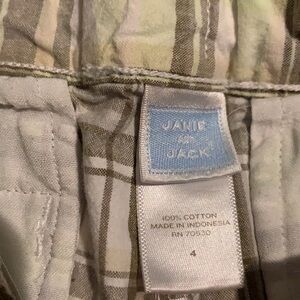 JANIE
AND
JACK
100% COTTON
MADE IN INDONESIA
RN 70530
4